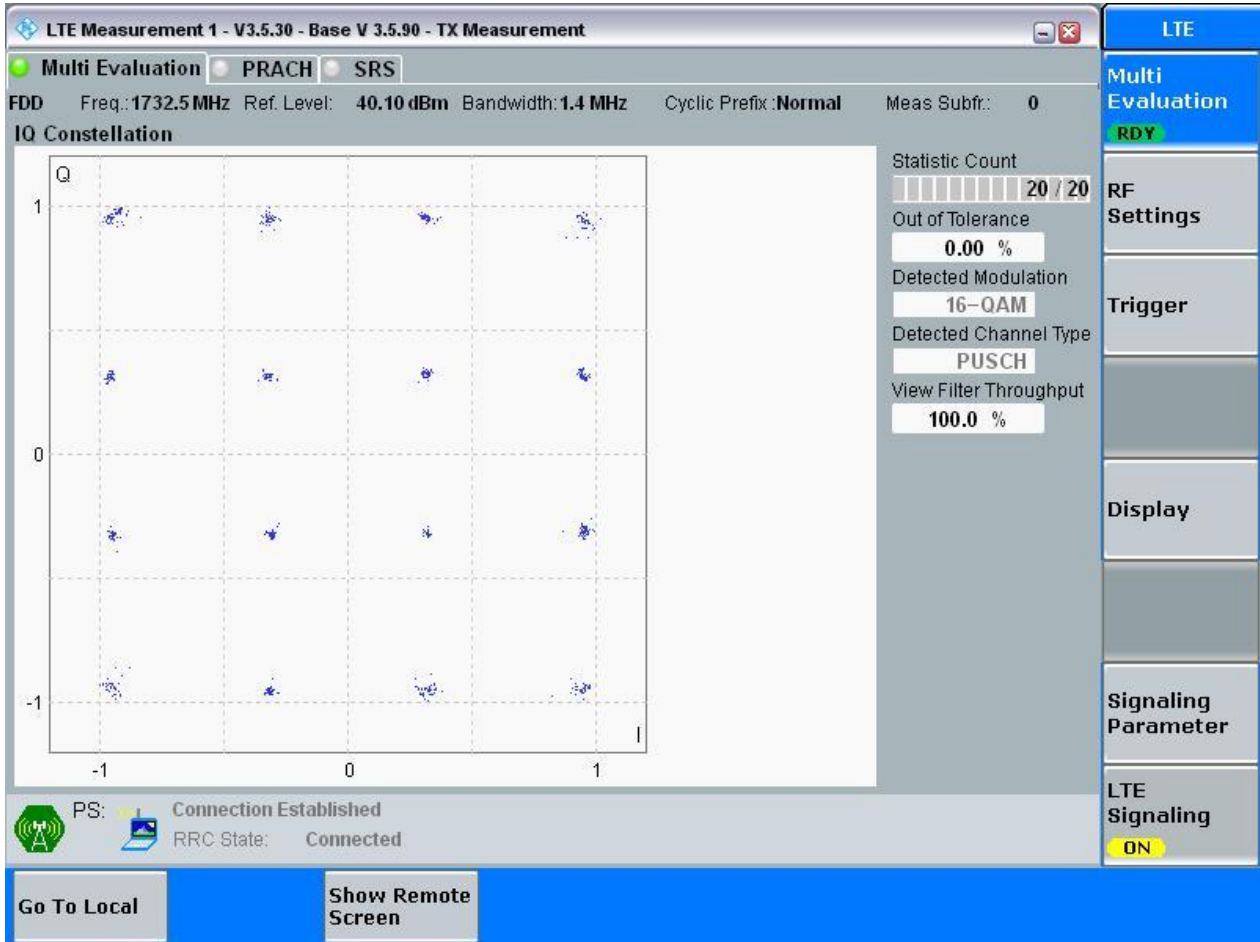 LTE Measurement 1 - V3.5.30 - Base V 3.5.90 - TX Measurement
Multi Evaluation PRACH SRS
FDD Freq.: 1732.5 MHz Ref. Level: 40.10 dBm Bandwidth: 1.4 MHz Cyclic Prefix : Normal Meas Subfr.: 0
IQ Constellation
Q
1
0
-1
I
-1 0 1
Statistic Count
20 / 20
Out of Tolerance
0.00 %
Detected Modulation
16-QAM
Detected Channel Type
PUSCH
View Filter Throughput
100.0 %
PS: Connection Established
RRC State: Connected
LTE
Multi
Evaluation
RDY
RF
Settings
Trigger
Display
Signaling
Parameter
LTE
Signaling
ON
Go To Local
Show Remote
Screen